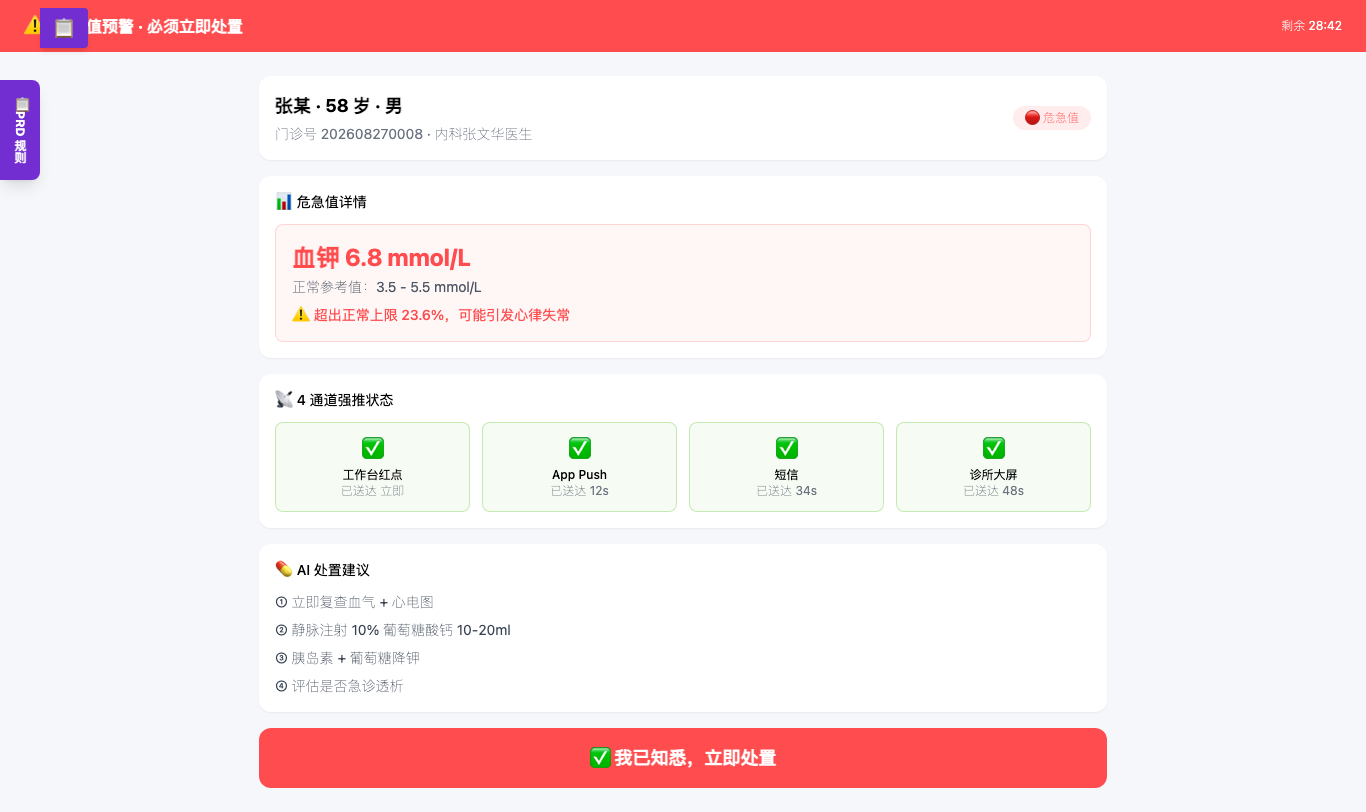 值预警 · 必须立即处置
剩余 28:42
PRD 规则
张某 · 58 岁 · 男
门诊号 202608270008 · 内科张文华医生
危急值
危急值详情
血钾 6.8 mmol/L
正常参考值： 3.5 - 5.5 mmol/L
超出正常上限 23.6%，可能引发心律失常
4 通道强推状态
工作台红点
已送达 立即
App Push
已送达 12s
短信
已送达 34s
诊所大屏
已送达 48s
AI 处置建议
① 立即复查血气 + 心电图
② 静脉注射 10% 葡萄糖酸钙 10-20ml
③ 胰岛素 + 葡萄糖降钾
④ 评估是否急诊透析
我已知悉，立即处置